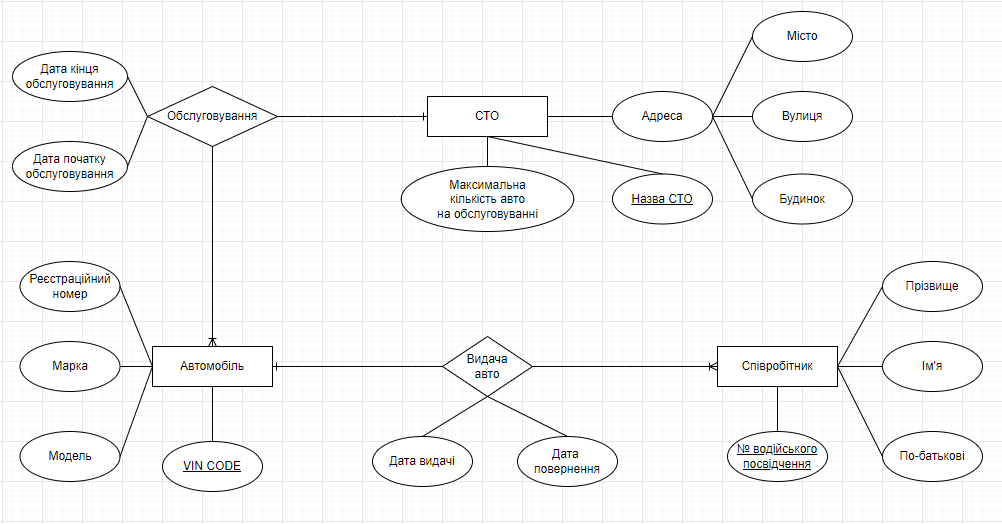 Місто
Дата кінця
обслуговування
Обслуговування
СТО
Адреса
Вулиця
Дата початку
обслуговування
Максимальна
кількість авто
на обслуговуванні
Назва СТО
Будинок
Реєстраційний
номер
Прізвище
Марка
Автомобіль
Видача
авто
Співробітник
Ім'я
Модель
VIN CODE
Дата видачі
Дата
повернення
№ водійського
посвідчення
По-батькові